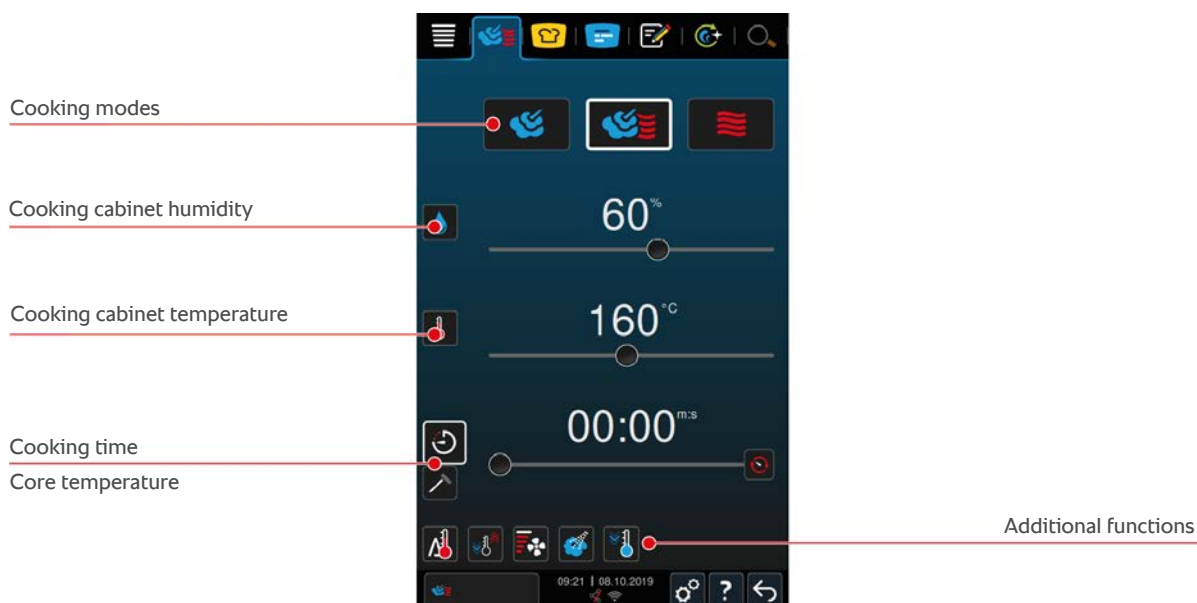 Cooking modes
Cooking cabinet humidity
60%
Cooking cabinet temperature
160°C
00:00 m:s
Cooking time
Core temperature
Additional functions
09:21 | 08.10.2019
?